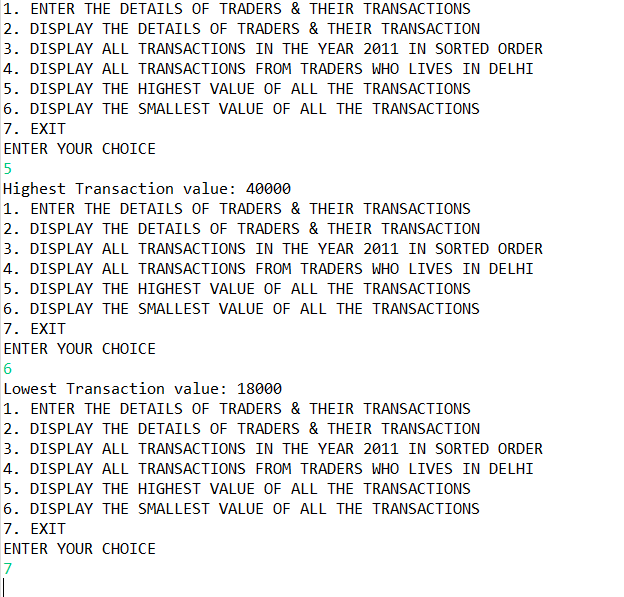 1. ENTER THE DETAILS OF TRADERS & THEIR TRANSACTIONS
2. DISPLAY THE DETAILS OF TRADERS & THEIR TRANSACTION
3. DISPLAY ALL TRANSACTIONS IN THE YEAR 2011 IN SORTED ORDER
4. DISPLAY ALL TRANSACTIONS FROM TRADERS WHO LIVES IN DELHI
5. DISPLAY THE HIGHEST VALUE OF ALL THE TRANSACTIONS
6. DISPLAY THE SMALLEST VALUE OF ALL THE TRANSACTIONS
7. EXIT
ENTER YOUR CHOICE
5
Highest Transaction value: 40000
1. ENTER THE DETAILS OF TRADERS & THEIR TRANSACTIONS
2. DISPLAY THE DETAILS OF TRADERS & THEIR TRANSACTION
3. DISPLAY ALL TRANSACTIONS IN THE YEAR 2011 IN SORTED ORDER
4. DISPLAY ALL TRANSACTIONS FROM TRADERS WHO LIVES IN DELHI
5. DISPLAY THE HIGHEST VALUE OF ALL THE TRANSACTIONS
6. DISPLAY THE SMALLEST VALUE OF ALL THE TRANSACTIONS
7. EXIT
ENTER YOUR CHOICE
6
Lowest Transaction value: 18000
1. ENTER THE DETAILS OF TRADERS & THEIR TRANSACTIONS
2. DISPLAY THE DETAILS OF TRADERS & THEIR TRANSACTION
3. DISPLAY ALL TRANSACTIONS IN THE YEAR 2011 IN SORTED ORDER
4. DISPLAY ALL TRANSACTIONS FROM TRADERS WHO LIVES IN DELHI
5. DISPLAY THE HIGHEST VALUE OF ALL THE TRANSACTIONS
6. DISPLAY THE SMALLEST VALUE OF ALL THE TRANSACTIONS
7. EXIT
ENTER YOUR CHOICE
7